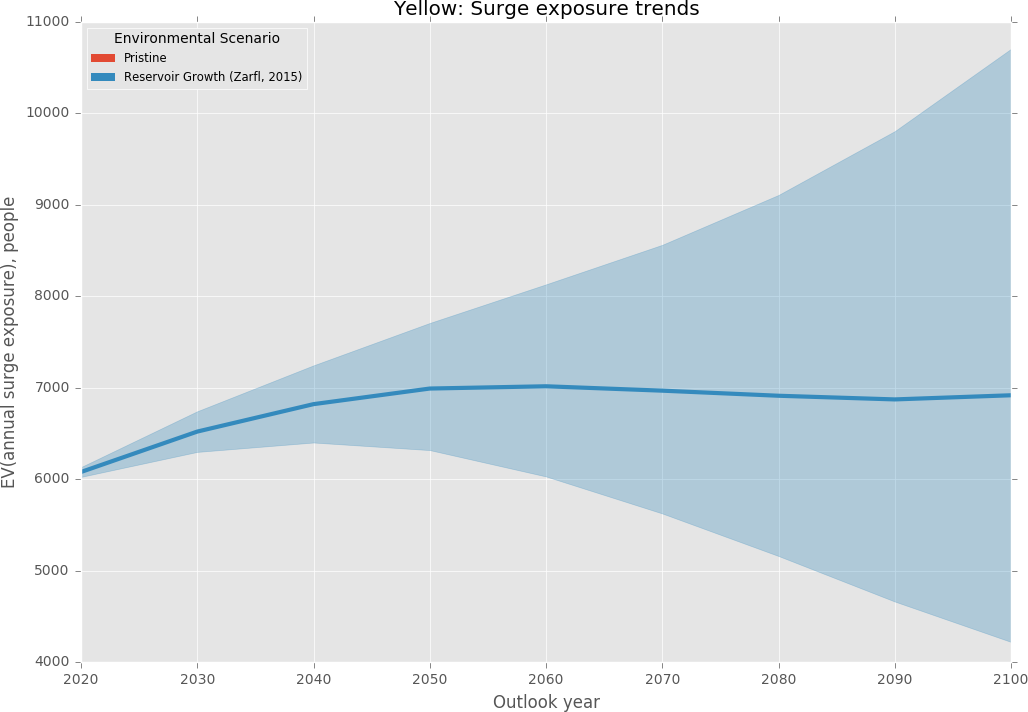 Yellow: Surge exposure trends
Environmental Scenario
Pristine
Reservoir Growth (Zarfl, 2015)
EV(annual surge exposure), people
11000
10000
9000
8000
7000
6000
5000
4000
2020 2030 2040 2050 2060 2070 2080 2090 2100
Outlook year